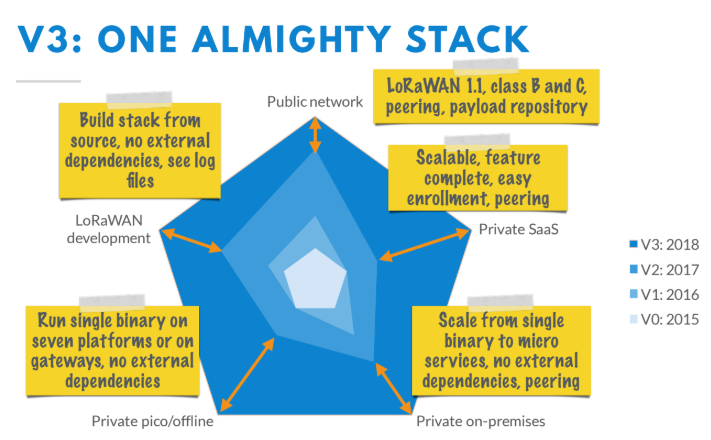 V3: ONE ALMIGHTY STACK
Public network
LoRaWAN 1.1, class B and C,
peering, payload repository
Build stack from
source, no external
dependencies, see log
files
Scalable, feature
complete, easy
enrollment, peering
LoRaWAN
development
Private SaaS
V3: 2018
V2: 2017
V1: 2016
V0: 2015
Run single binary on
seven platforms or on
gateways, no external
dependencies
Scale from single
binary to micro
services, no external
dependencies, peering
Private pico/offline
Private on-premises